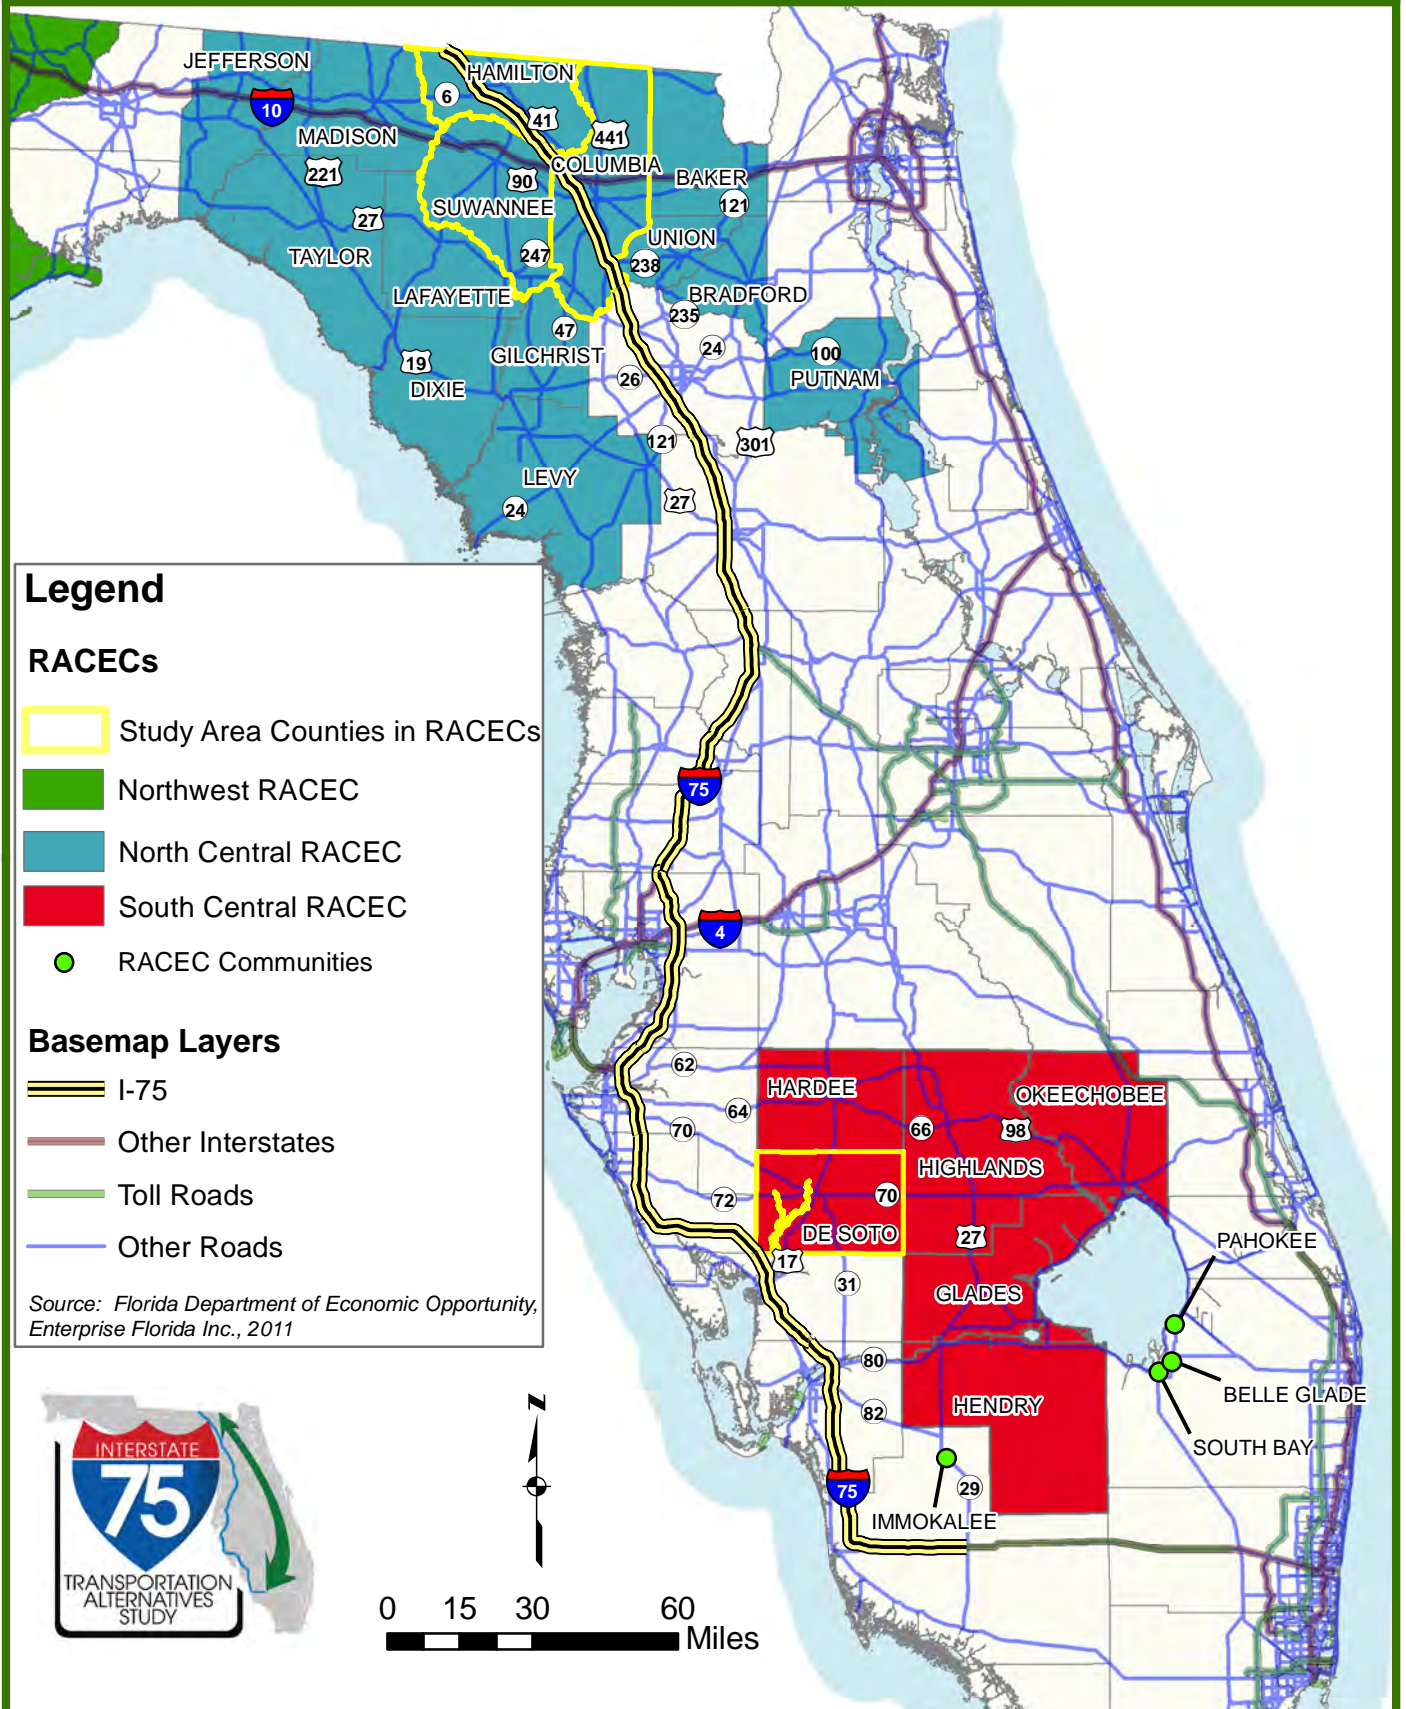 JEFFERSON
HAMILTON
6
10
41
MADISON
441
COLUMBIA
221
90
BAKER
SUWANNEE
121
27
UNION
TAYLOR
247
238
LAFAYETTE
BRADFORD
235
47
24
100
GILCHRIST
19
26
PUTNAM
DIXIE
121
301
LEVY
27
24
Legend
RACECs
Study Area Counties in RACECs
Northwest RACEC
North Central RACEC
South Central RACEC
RACEC Communities
Basemap Layers
I-75
Other Interstates
Toll Roads
Other Roads
Source: Florida Department of Economic Opportunity,
Enterprise Florida Inc., 2011
75
4
62
HARDEE
OKEECHOBEE
64
70
66
98
HIGHLANDS
72
70
DE SOTO
27
17
PAHOKEE
31
GLADES
80
BELLE GLADE
82
HENDRY
SOUTH BAY
75
29
IMMOKALEE
INTERSTATE
75
TRANSPORTATION
ALTERNATIVES
STUDY
N
0 15 30 60
Miles